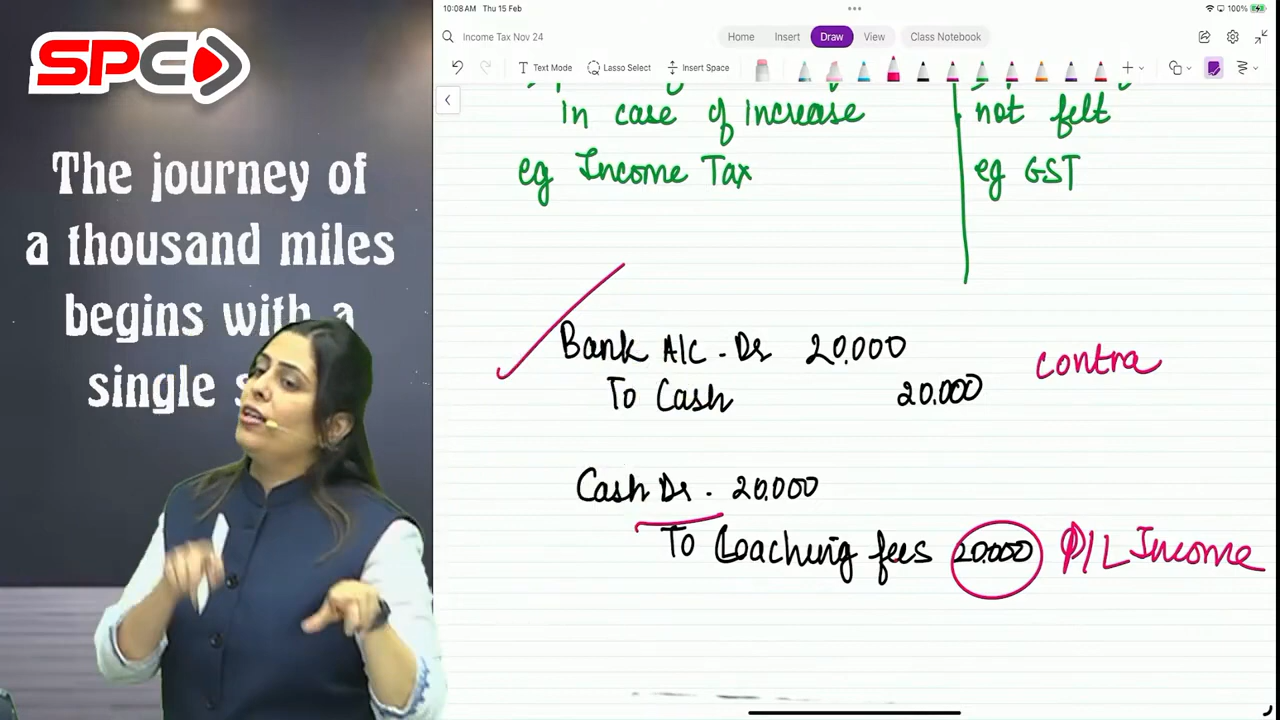 SPC
The journey of
a thousand miles
begins with a
single s
10:08 AM Thu 15 Feb
100%
Income Tax Nov 24
Home Insert Draw View Class Notebook
Text Mode Lasso Select Insert Space
in case of increase
eg Income Tax
not felt
eg GST
Bank A/C - Dr 20,000
To Cash 20,000
contra
Cash Dr - 20,000
To Coaching fees 20,000 P/L Income